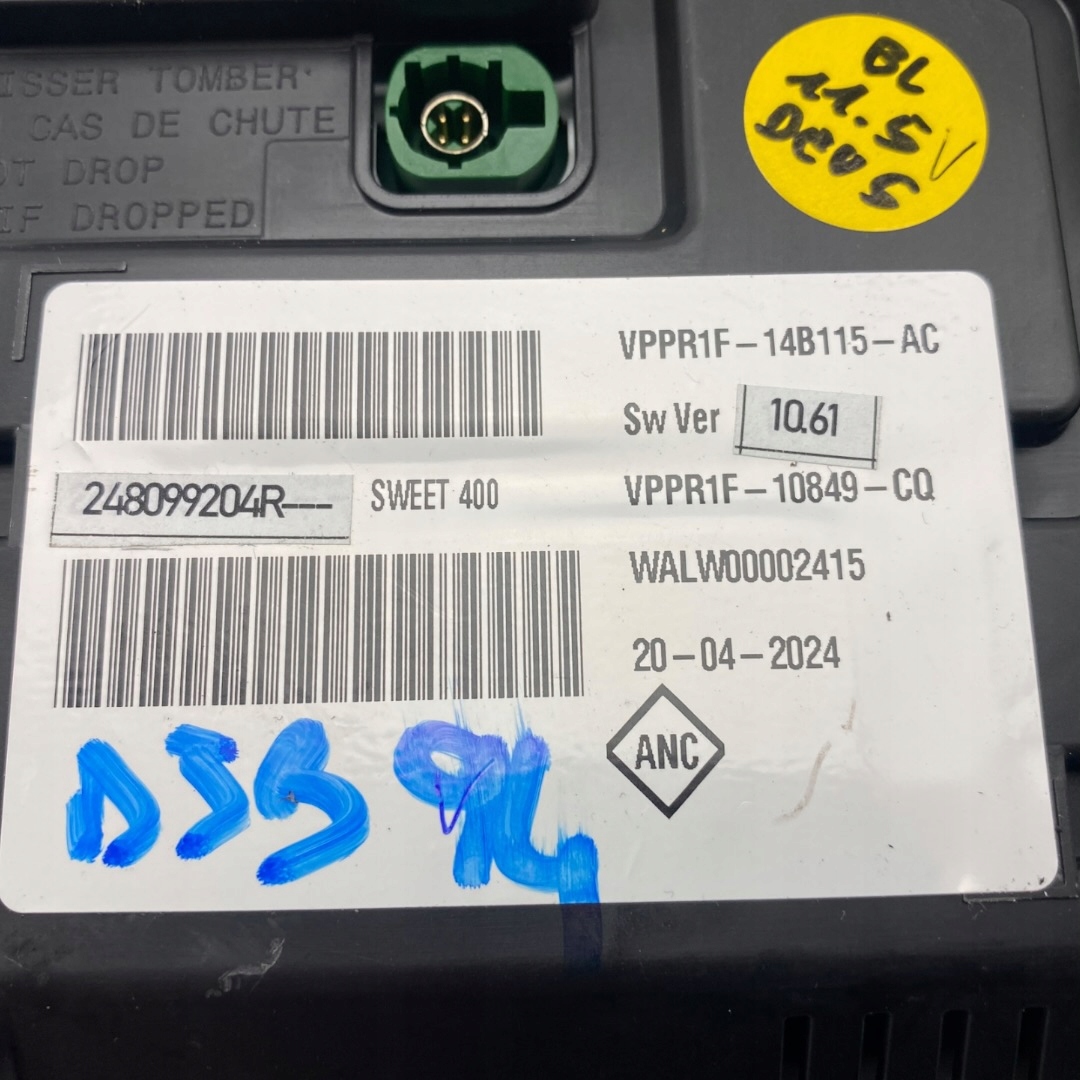 ISSER TOMBER
CAS DE CHUTE
OT DROP
IF DROPPED
BL
11.5
VPPR1F-14B115-AC
Sw Ver 10.61
248099204R---
SWEET 400
VPPR1F-10849-CQ
WALW00002415
20-04-2024
ANC